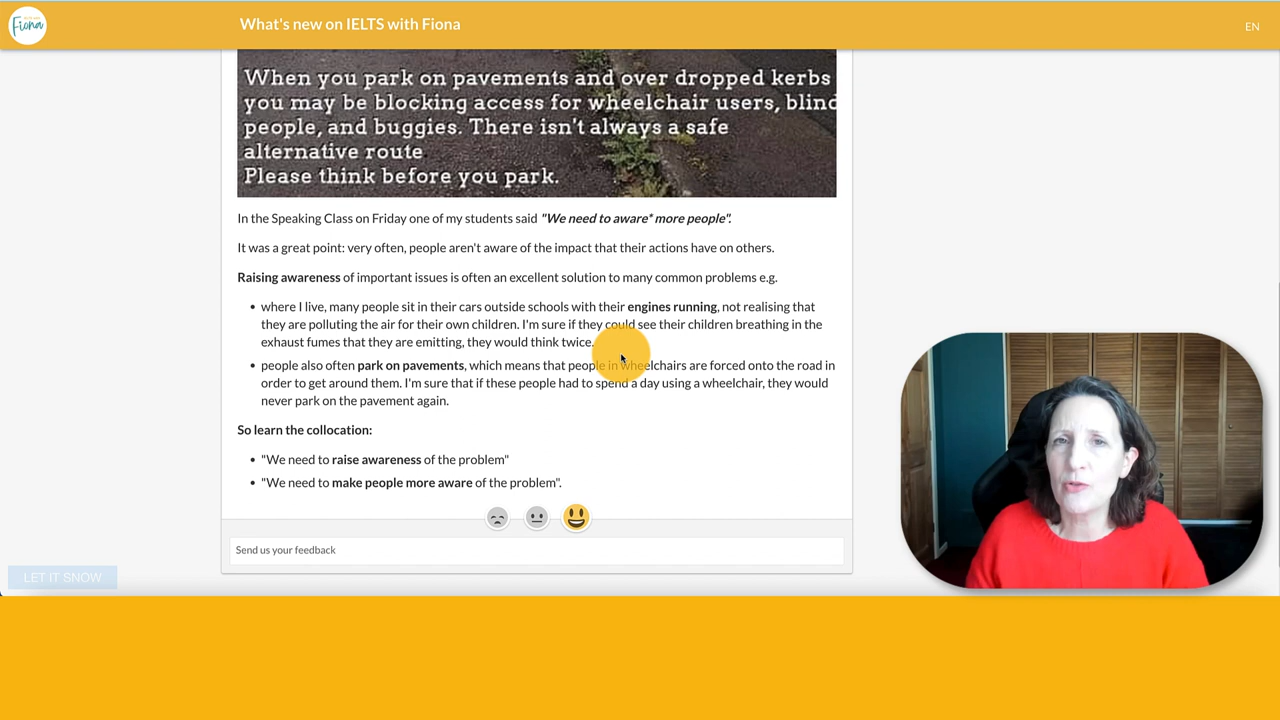 Fiona
What's new on IELTS with Fiona
EN
When you park on pavements and over dropped kerbs
you may be blocking access for wheelchair users, blind
people, and buggies. There isn't always a safe
alternative route
Please think before you park.
In the Speaking Class on Friday one of my students said "We need to aware* more people".
It was a great point: very often, people aren't aware of the impact that their actions have on others.
Raising awareness of important issues is often an excellent solution to many common problems e.g.
• where I live, many people sit in their cars outside schools with their engines running, not realising that
they are polluting the air for their own children. I'm sure if they could see their children breathing in the
exhaust fumes that they are emitting, they would think twice.
• people also often park on pavements, which means that people in wheelchairs are forced onto the road in
order to get around them. I'm sure that if these people had to spend a day using a wheelchair, they would
never park on the pavement again.
So learn the collocation:
• "We need to raise awareness of the problem"
• "We need to make people more aware of the problem".
Send us your feedback
LET IT SNOW